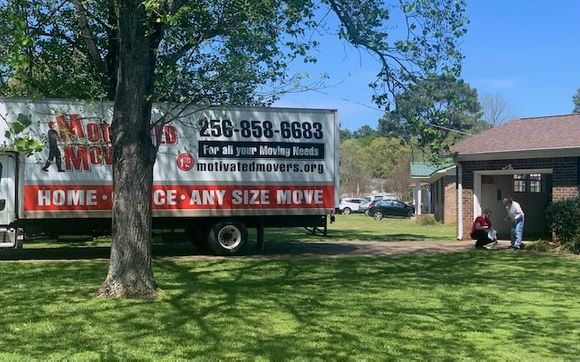 256-858-6683
For all your Moving Needs
motivatedmovers.org
HOME · ANY SIZE MOVE